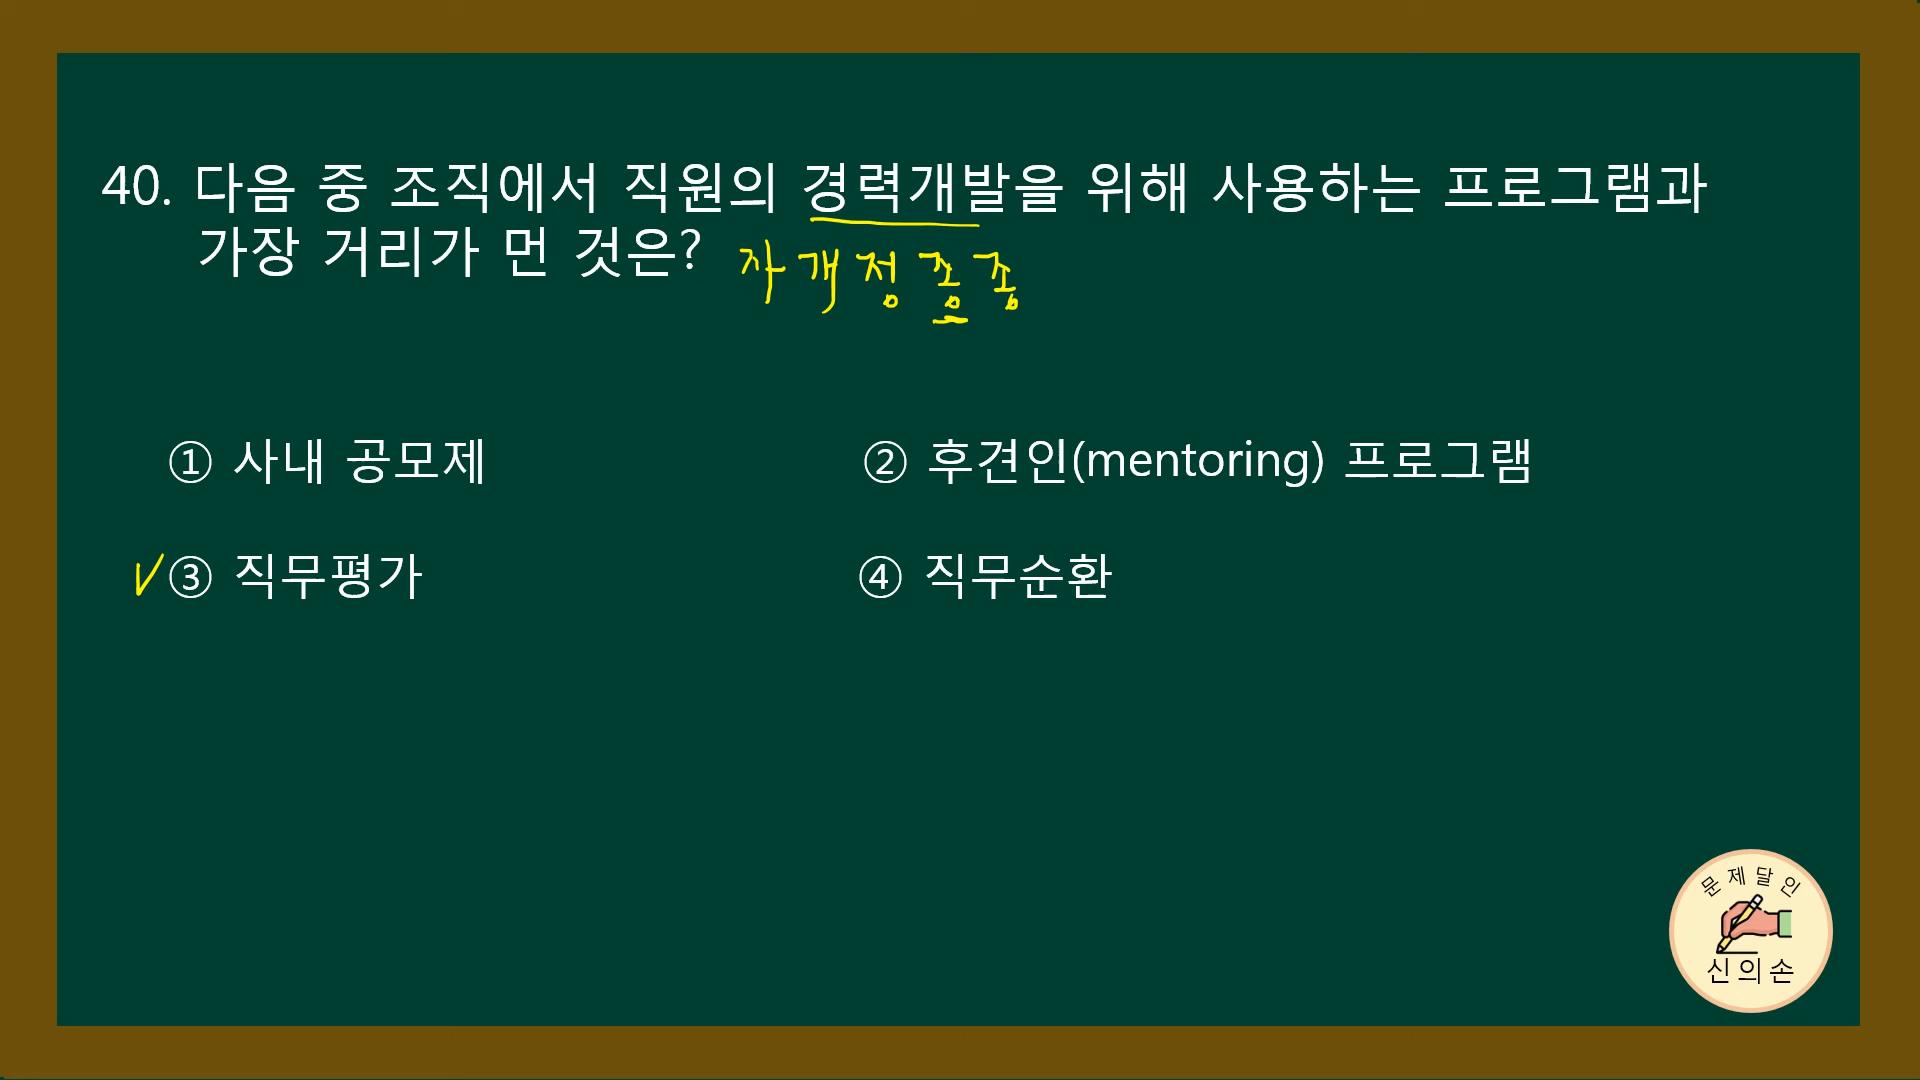 40. 다음 중 조직에서 직원의 경력개발을 위해 사용하는 프로그램과
가장 거리가 먼 것은? 자개정종종
① 사내 공모제
② 후견인(mentoring) 프로그램
✓③ 직무평가
④ 직무순환
문제달인
신의손